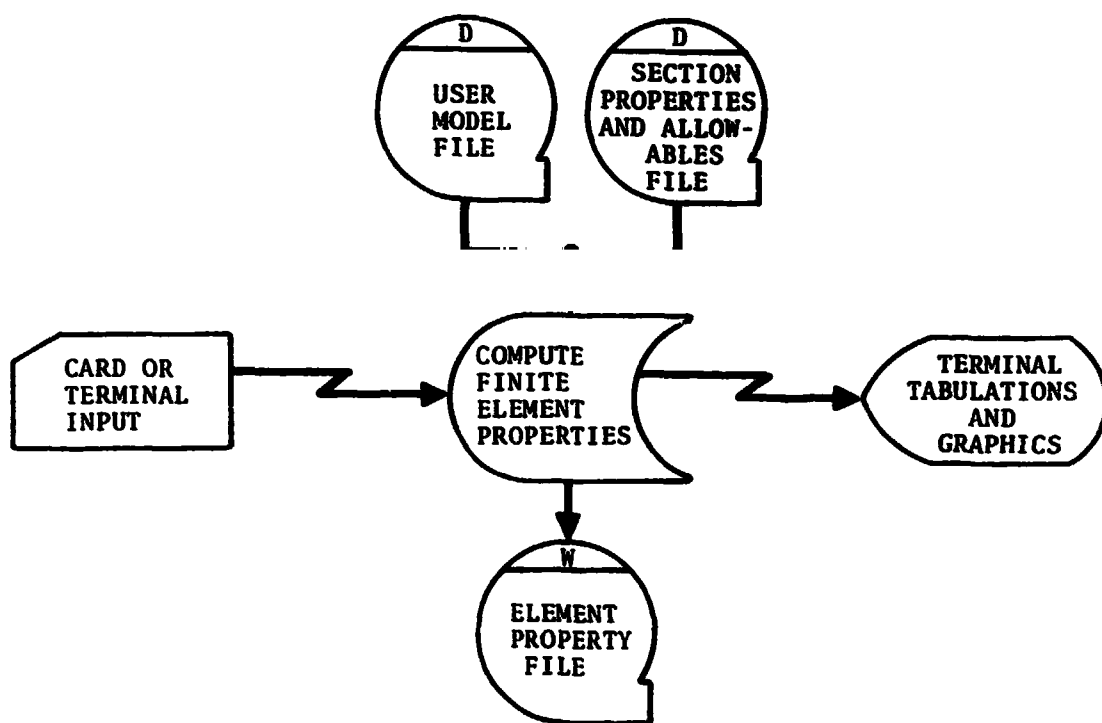 D
USER
MODEL
FILE
D
SECTION
PROPERTIES
AND ALLOW-
ABLES
FILE
CARD OR
TERMINAL
INPUT
COMPUTE
FINITE
ELEMENT
PROPERTIES
TERMINAL
TABULATIONS
AND
GRAPHICS
W
ELEMENT
PROPERTY
FILE